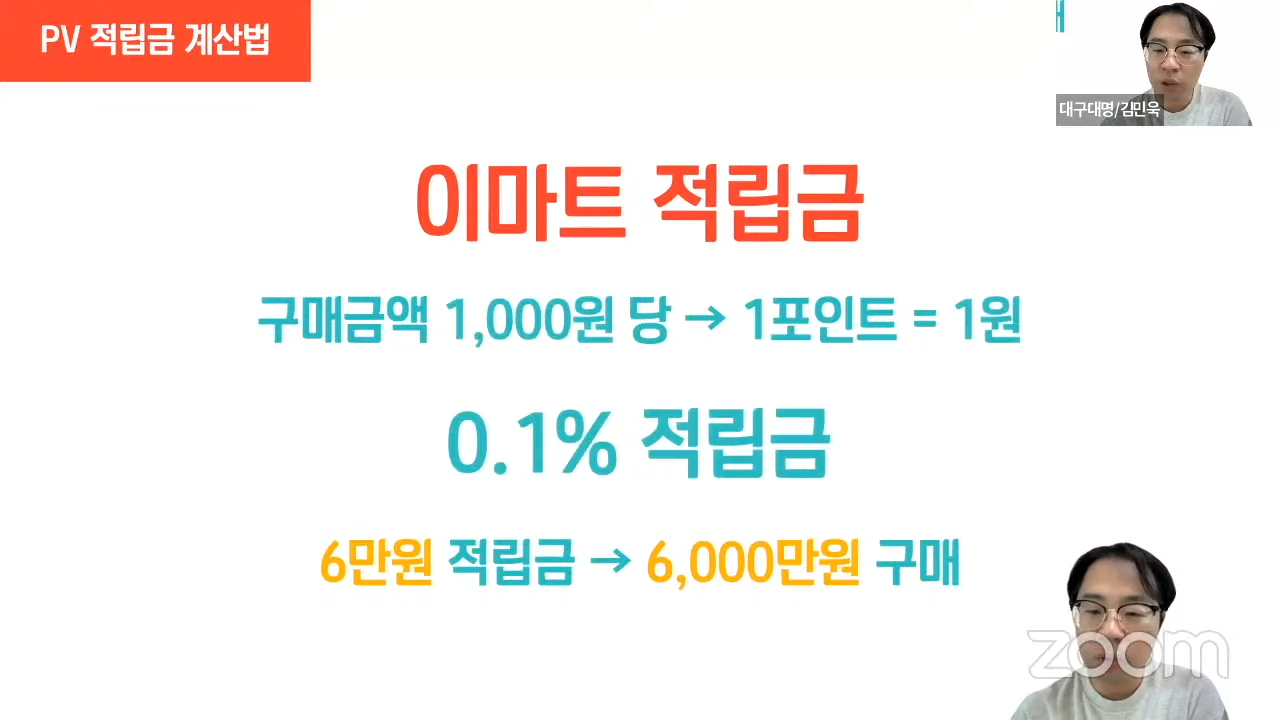 PV 적립금 계산법
대구대명/김민욱
이마트 적립금
구매금액 1,000원 당 → 1포인트 = 1원
0.1% 적립금
6만원 적립금 → 6,000만원 구매
zoom